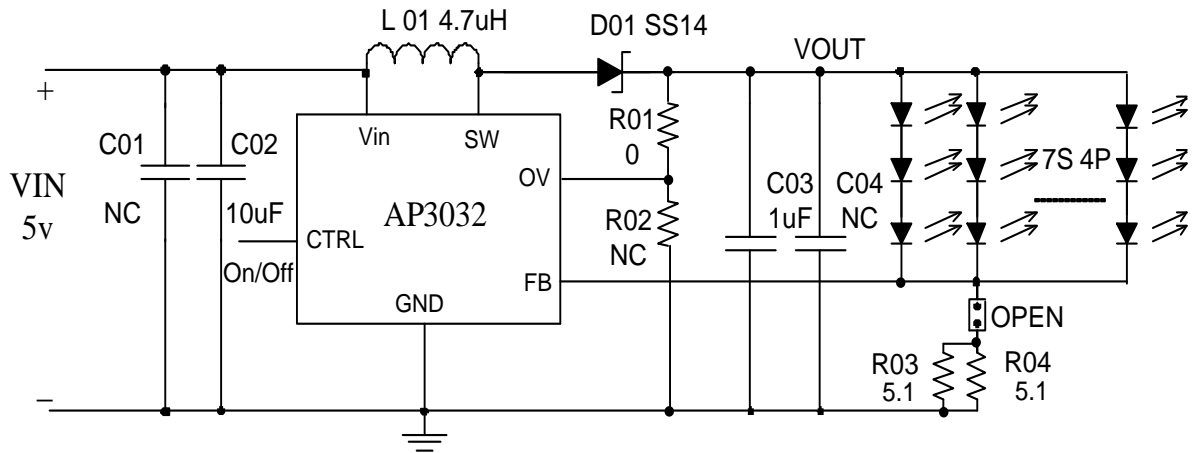 L 01 4.7uH
D01 SS14
VOUT
+
Vin
SW
R01
0
C01
C02
7S 4P
VIN
5v
NC
10uF
OV
AP3032
C03
C04
1uF
NC
R02
NC
CTRL
On/Off
FB
GND
OPEN
R03
5.1
R04
5.1
–